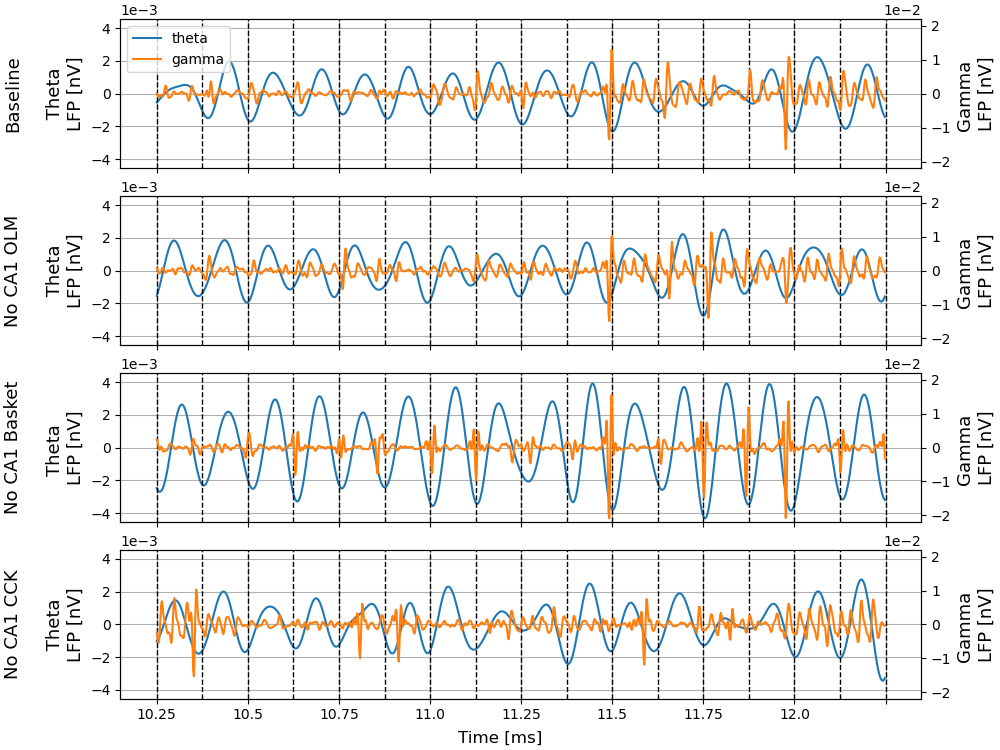 1e−3
1e−2
Baseline
Theta
LFP [nV]
4
2
0
−2
−4
theta
gamma
2
1
0
−1
−2
Gamma
LFP [nV]
1e−3
1e−2
No CA1 OLM
Theta
LFP [nV]
4
2
0
−2
−4
2
1
0
−1
−2
Gamma
LFP [nV]
1e−3
1e−2
No CA1 Basket
Theta
LFP [nV]
4
2
0
−2
−4
2
1
0
−1
−2
Gamma
LFP [nV]
1e−3
1e−2
No CA1 CCK
Theta
LFP [nV]
4
2
0
−2
−4
2
1
0
−1
−2
Gamma
LFP [nV]
10.25 10.5 10.75 11.0 11.25 11.5 11.75 12.0
Time [ms]